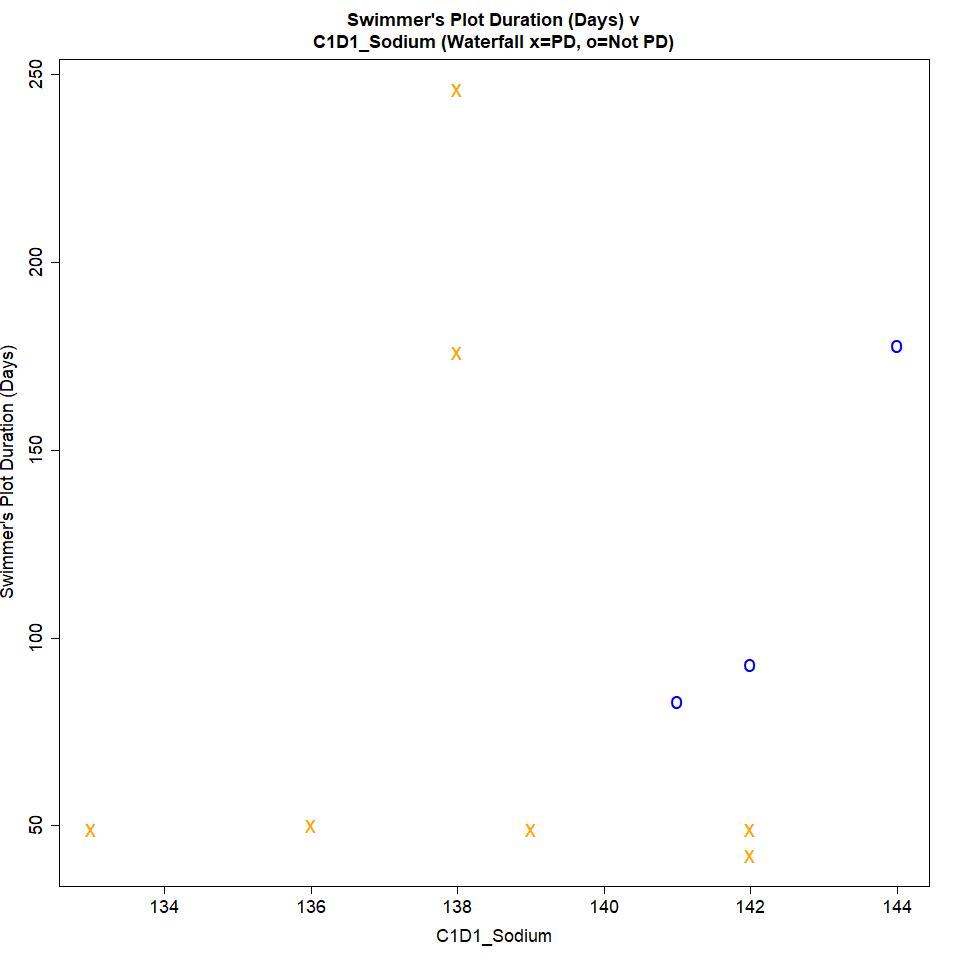 Swimmer's Plot Duration (Days) v
C1D1_Sodium (Waterfall x=PD, o=Not PD)
Swimmer's Plot Duration (Days)
250
200
150
100
50
X
X
O
O
O
X
X
X
X
X
134 136 138 140 142 144
C1D1_Sodium